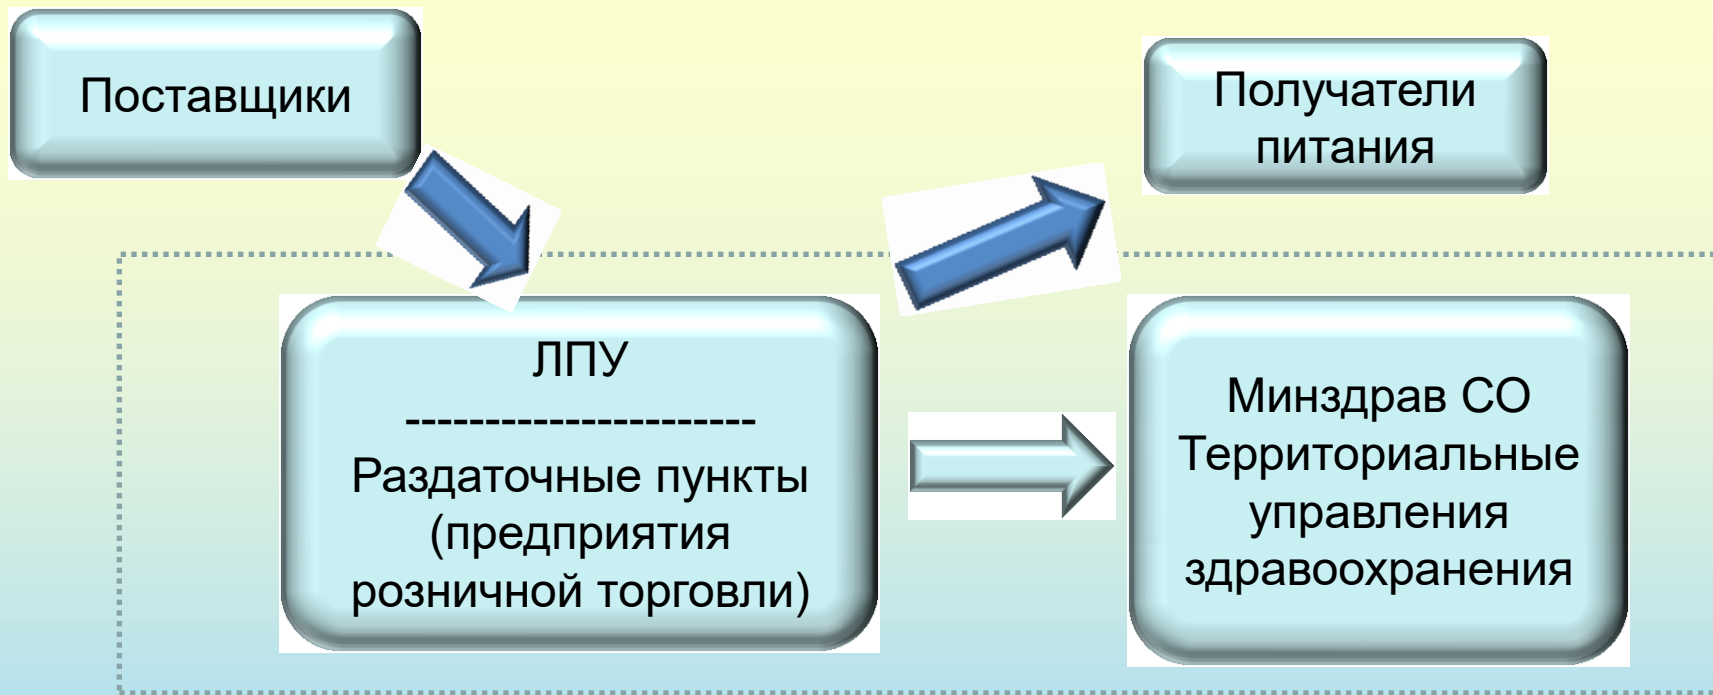 Поставщики
Получатели
питания
ЛПУ
----------------------
Раздаточные пункты
(предприятия
розничной торговли)
Минздрав СО
Территориальные
управления
здравоохранения